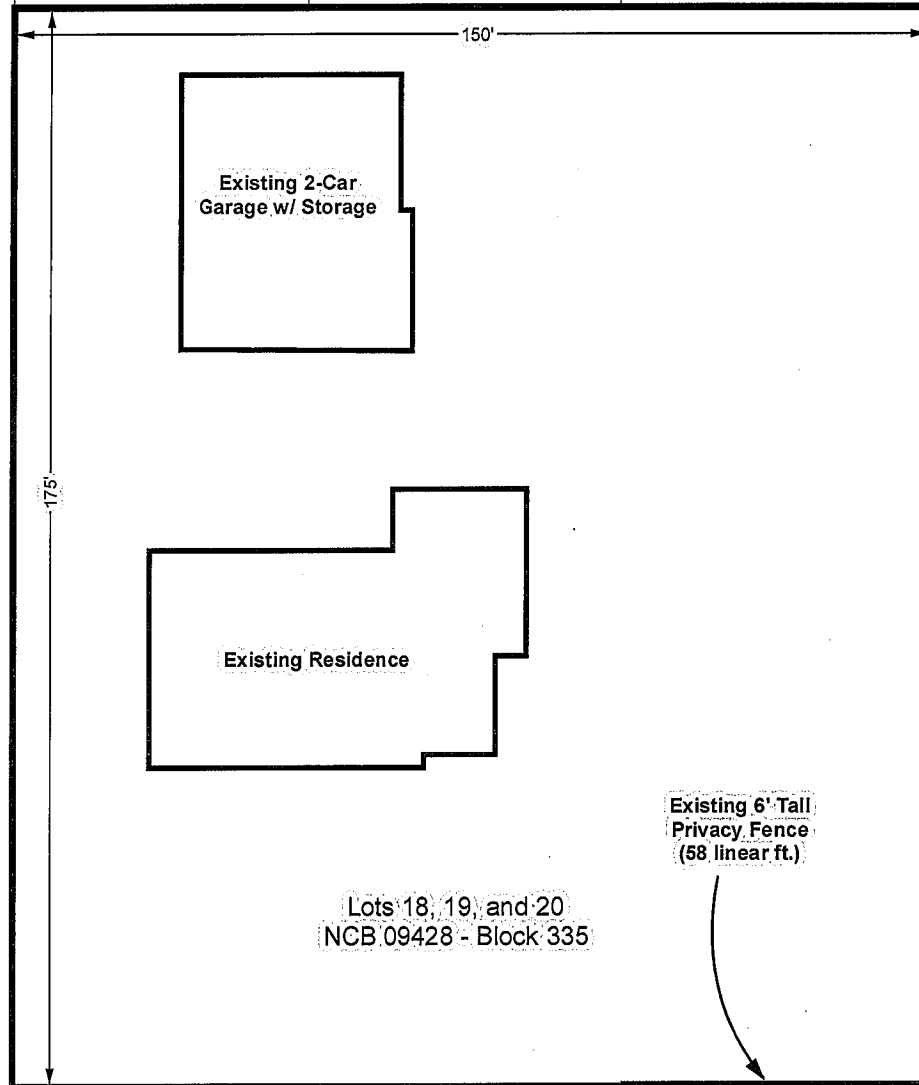 150'
Existing 2-Car
Garage w/ Storage
175'
Existing Residence
Existing 6' Tall
Privacy Fence
(58 linear ft.)
Lots 18, 19, and 20
NCB 09428 - Block 335